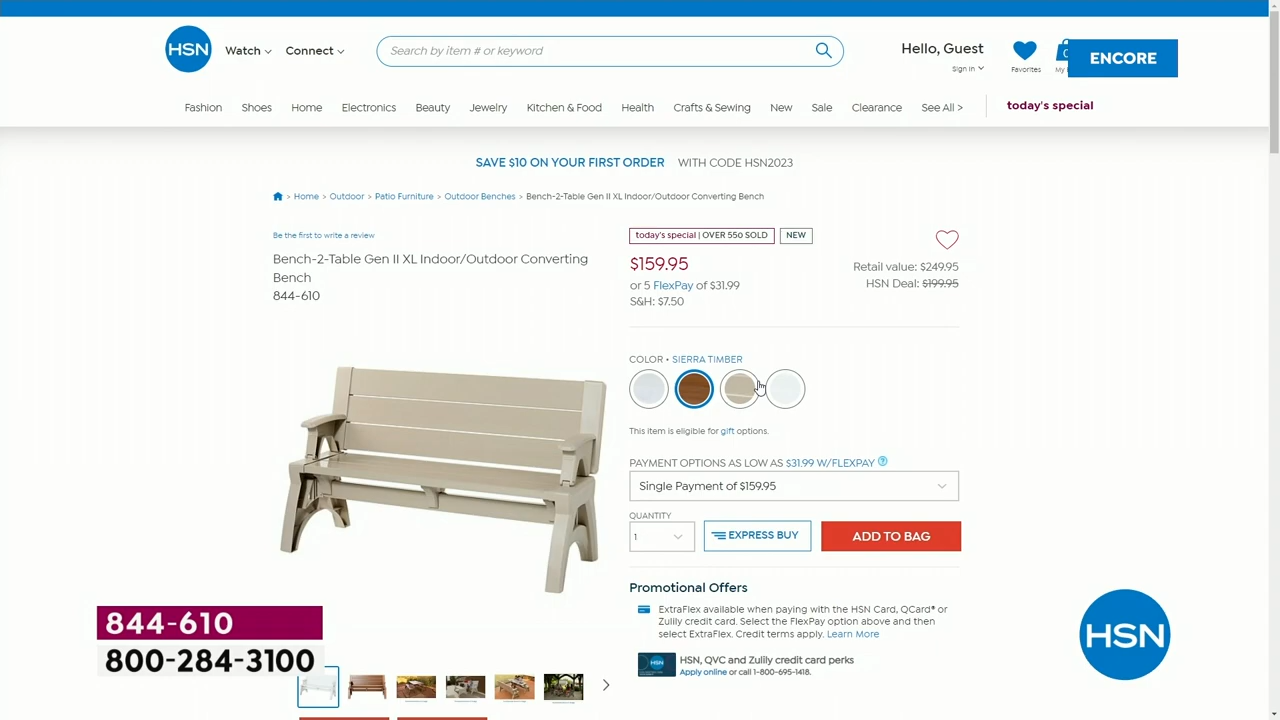 HSN
Watch
Connect
Search by item # or keyword
Hello, Guest
Sign in
Favorites
ENCORE
Fashion Shoes Home Electronics Beauty Jewelry Kitchen & Food Health Crafts & Sewing New Sale Clearance See All > today's special
SAVE $10 ON YOUR FIRST ORDER WITH CODE HSN2023
> Home > Outdoor > Patio Furniture > Outdoor Benches > Bench-2-Table Gen II XL Indoor/Outdoor Converting Bench
Be the first to write a review
Bench-2-Table Gen II XL Indoor/Outdoor Converting
Bench
844-610
today's special | OVER 550 SOLD NEW
$159.95
or 5 FlexPay of $31.99
S&H: $7.50
Retail value: $249.95
HSN Deal: $199.95
COLOR • SIERRA TIMBER
This item is eligible for gift options.
PAYMENT OPTIONS AS LOW AS $31.99 W/FLEXPAY ?
Single Payment of $159.95
QUANTITY
1
EXPRESS BUY
ADD TO BAG
Promotional Offers
ExtraFlex available when paying with the HSN Card, QCard® or
Zulily credit card. Select the FlexPay option above and then
select ExtraFlex. Credit terms apply. Learn More
HSN
HSN, QVC and Zulily credit card perks
Apply online or call 1-800-695-1418.
844-610
800-284-3100
HSN